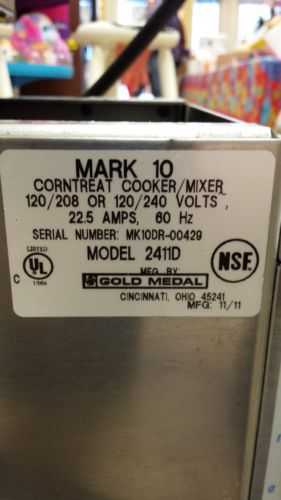 MARK 10
CORNTREAT COOKER/MIXER
120/208 OR 120/240 VOLTS,
22.5 AMPS, 60 Hz
SERIAL NUMBER: MK10DR-00429
MODEL 2411D
LISTED
UL
C
136A
NSF
MFG BY:
GOLD MEDAL
CINCINNATI, OHIO 45241
MFG: 11/11